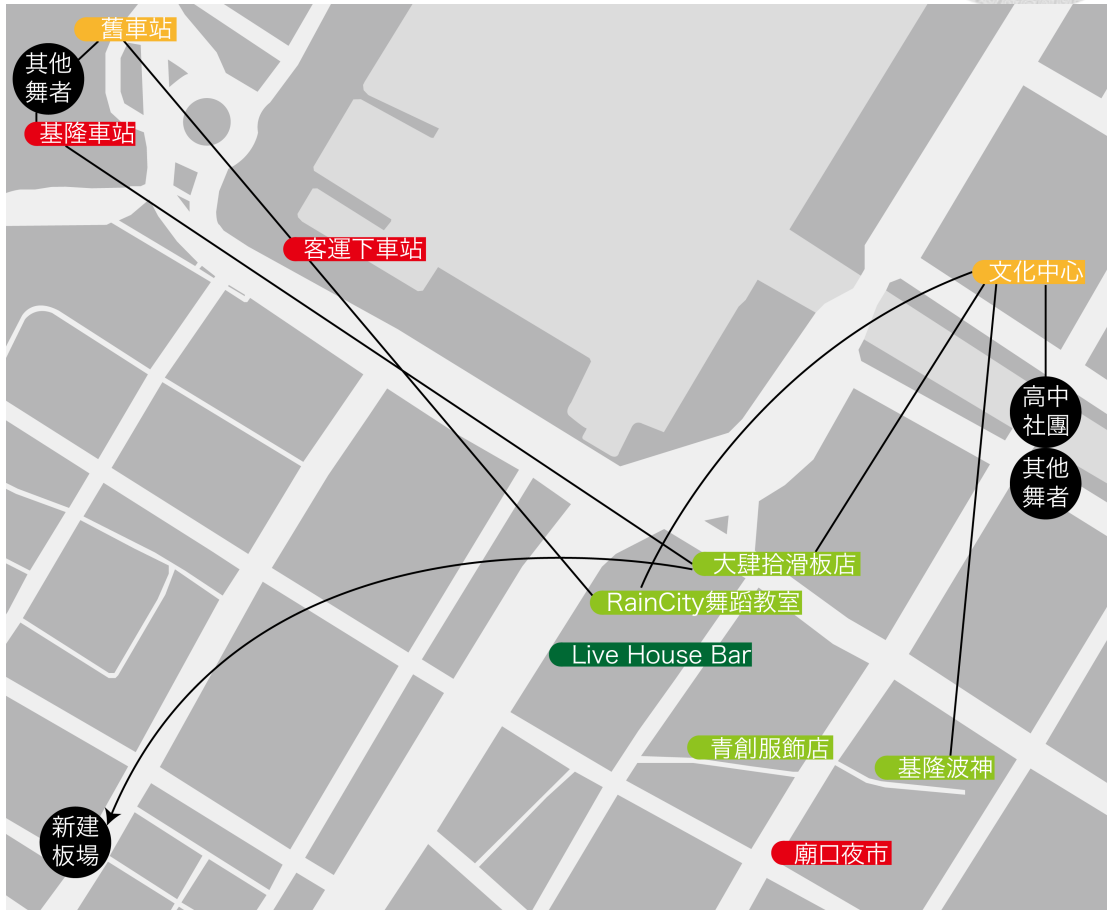 舊車站
其他
舞者
基隆車站
客運下車站
文化中心
高中
社團
其他
舞者
大肆拾滑板店
RainCity舞蹈教室
Live House Bar
青創服飾店
基隆波神
新建
板場
廟口夜市